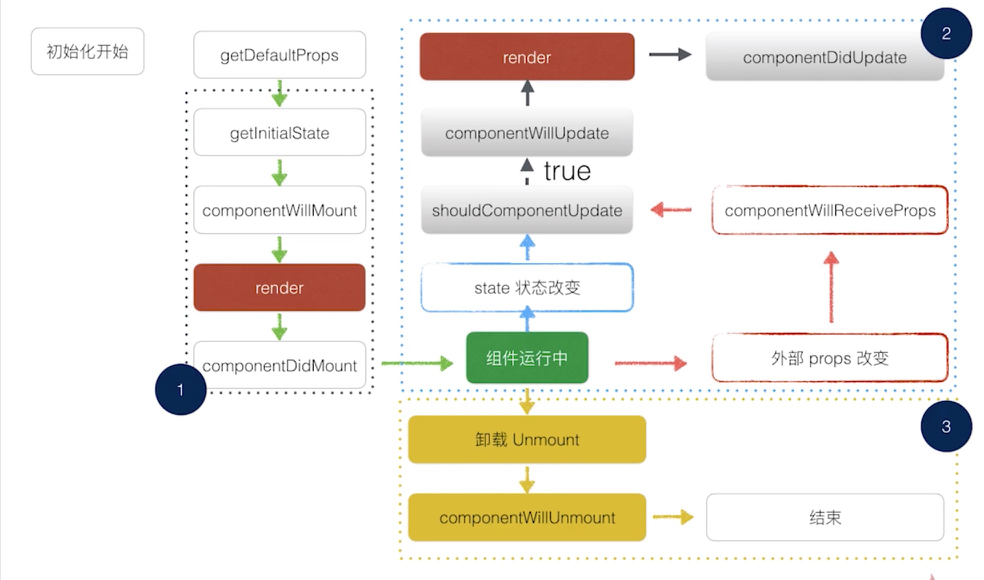 初始化开始
getDefaultProps
getInitialState
componentWillMount
render
componentDidMount
1
2
render
componentDidUpdate
componentWillUpdate
true
shouldComponentUpdate
componentWillReceiveProps
state 状态改变
组件运行中
外部 props 改变
3
卸载 Unmount
componentWillUnmount
结束